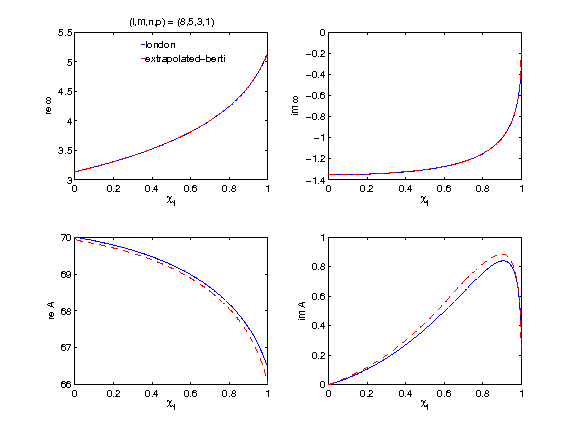 (l,m,n,p) = (8,5,3,1)
london
extrapolated-berti
re ω
5.5
5
4.5
4
3.5
3
0 0.2 0.4 0.6 0.8 1
χf
im ω
0
−0.2
−0.4
−0.6
−0.8
−1
−1.2
−1.4
0 0.2 0.4 0.6 0.8 1
χf
re A
70
69
68
67
66
0 0.2 0.4 0.6 0.8 1
χf
im A
1
0.8
0.6
0.4
0.2
0
0 0.2 0.4 0.6 0.8 1
χf